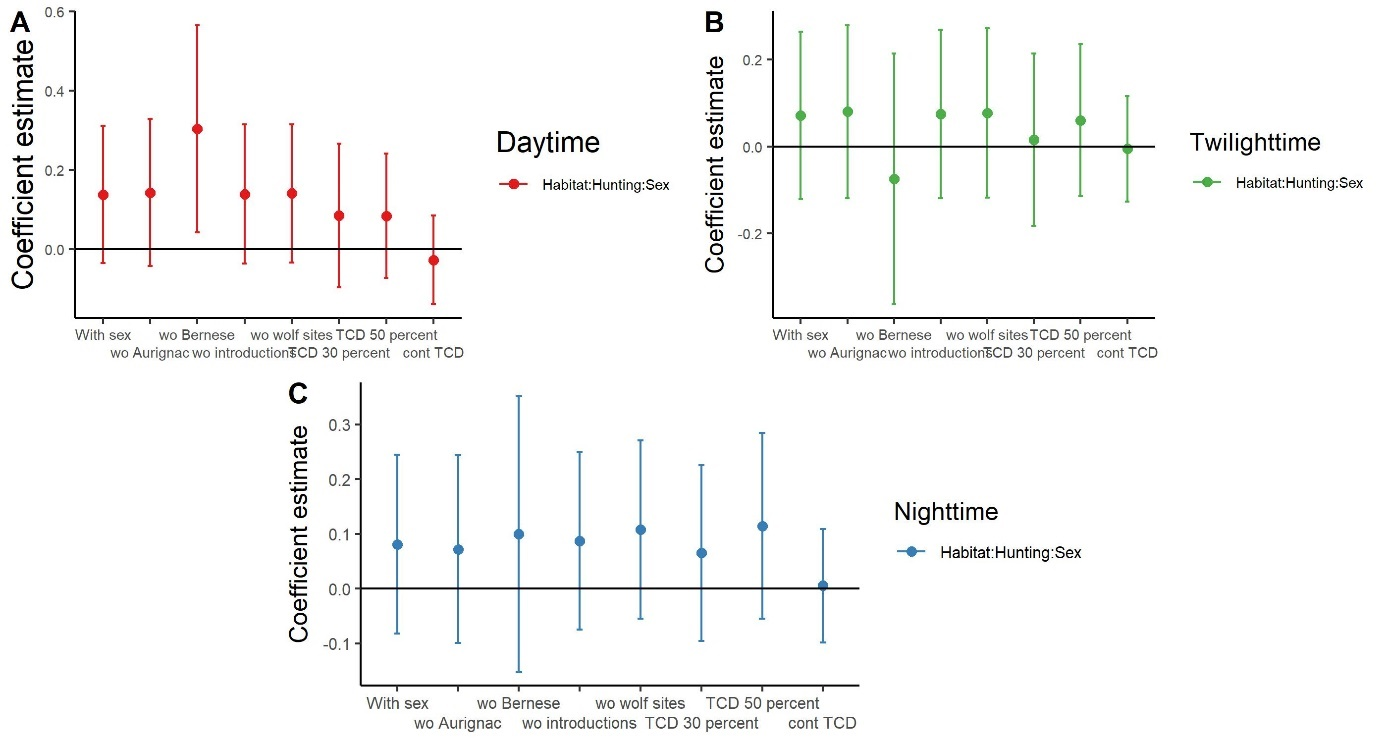 A
Coefficient estimate
0.6
0.4
0.2
0.0
With sex
wo Bernese
wo wolf sites
TCD 50 percent
wo Aurignac
wo introductions
TCD 30 percent
cont TCD
Daytime
Habitat:Hunting:Sex
B
Coefficient estimate
0.2
0.0
-0.2
With sex
wo Bernese
wo wolf sites
TCD 50 percent
wo Aurignac
wo introductions
TCD 30 percent
cont TCD
Twilighttime
Habitat:Hunting:Sex
C
Coefficient estimate
0.3
0.2
0.1
0.0
-0.1
With sex
wo Bernese
wo wolf sites
TCD 50 percent
wo Aurignac
wo introductions
TCD 30 percent
cont TCD
Nighttime
Habitat:Hunting:Sex